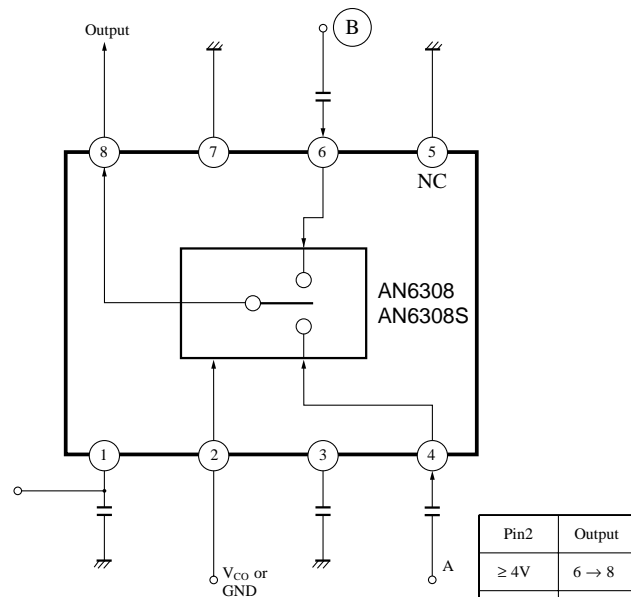 Output
B
8
7
6
5
NC
AN6308
AN6308S
1
2
3
4
V_CO or
GND
A
Pin2 Output
≥ 4V 6 → 8